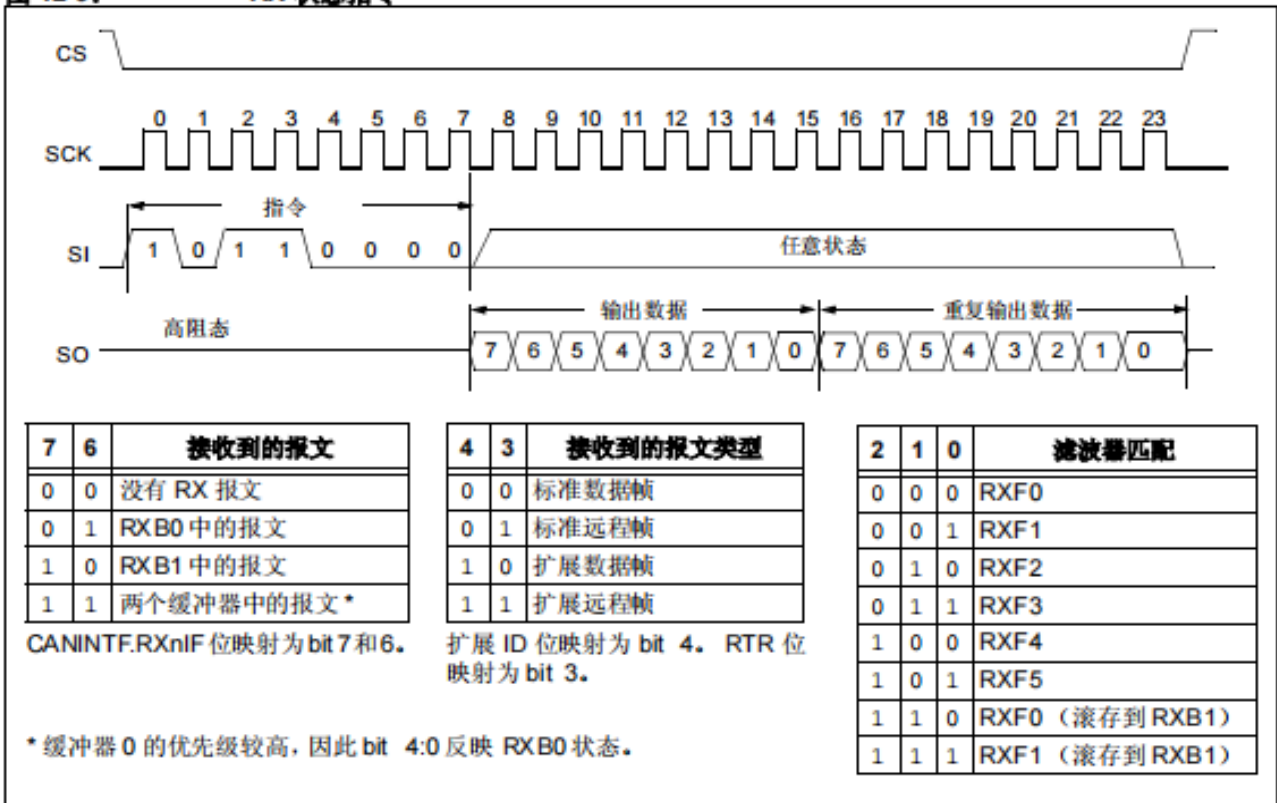 RX 状态指令
CS
0 1 2 3 4 5 6 7 8 9 10 11 12 13 14 15 16 17 18 19 20 21 22 23
SCK
指令
SI 1 0 1 1 0 0 0 0 任意状态
输出数据 重复输出数据
高阻态
SO 7 6 5 4 3 2 1 0 7 6 5 4 3 2 1 0
7 6 接收到的报文
0 0 没有 RX 报文
0 1 RXB0 中的报文
1 0 RXB1 中的报文
1 1 两个缓冲器中的报文 *
CANINTF.RXnIF 位映射为 bit 7 和 6。
4 3 接收到的报文类型
0 0 标准数据帧
0 1 标准远程帧
1 0 扩展数据帧
1 1 扩展远程帧
扩展 ID 位映射为 bit 4。 RTR 位
映射为 bit 3。
2 1 0 滤波器匹配
0 0 0 RXF0
0 0 1 RXF1
0 1 0 RXF2
0 1 1 RXF3
1 0 0 RXF4
1 0 1 RXF5
1 1 0 RXF0 （滚存到 RXB1）
1 1 1 RXF1 （滚存到 RXB1）
* 缓冲器 0 的优先级较高, 因此 bit 4:0 反映 RXB0 状态。